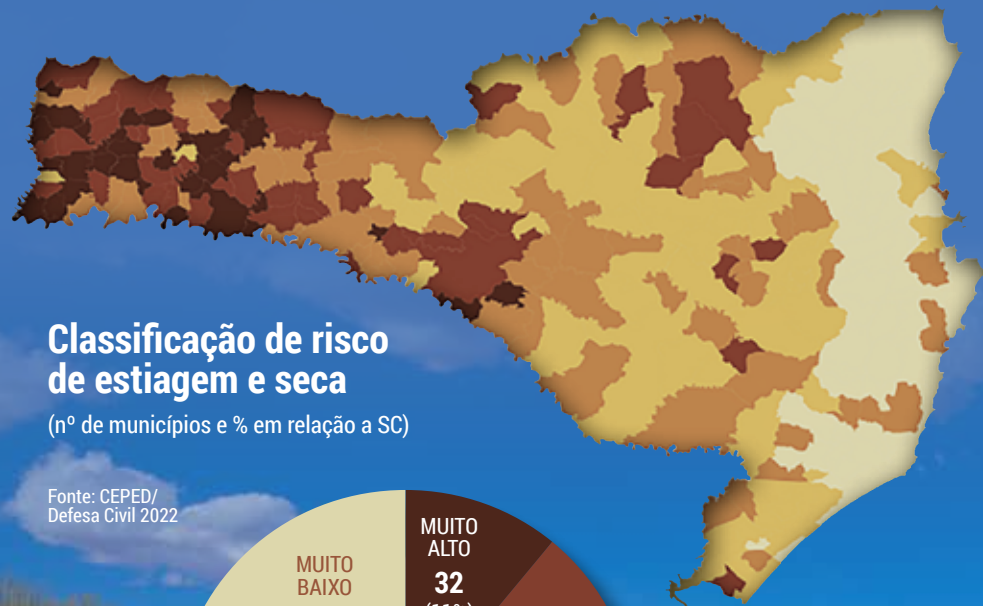 Classificação de risco
de estiagem e seca
(nº de municípios e % em relação a SC)
Fonte: CEPED/
Defesa Civil 2022
MUITO
BAIXO
MUITO
ALTO
32